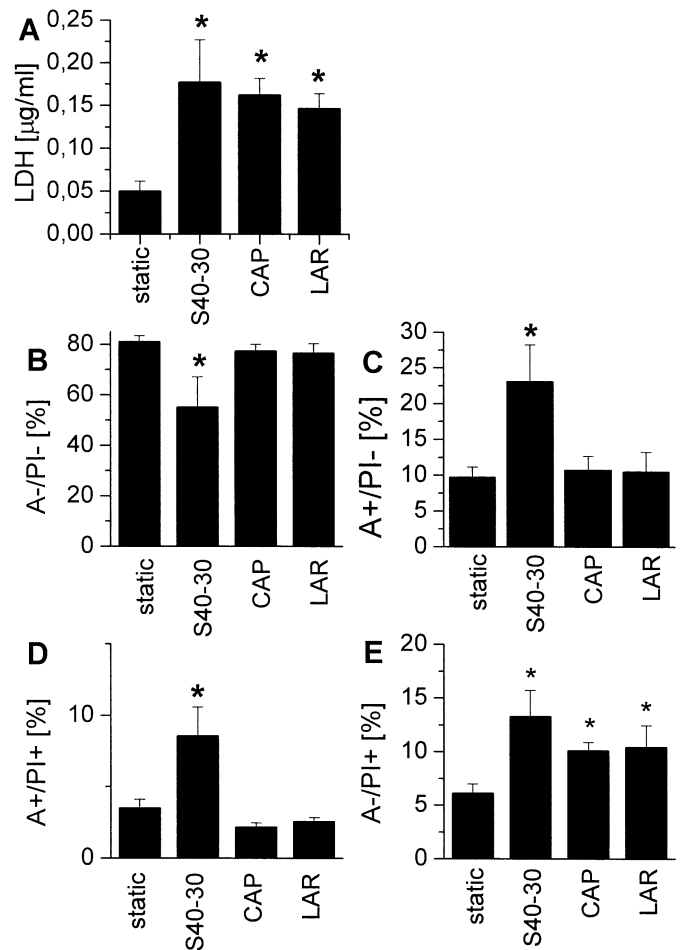 A
LDH [µg/ml]
0,25
0,20
0,15
0,10
0,05
0,00
* * *
static S40-30 CAP LAR
B
A-/PI- [%]
80
60
40
20
0
*
static S40-30 CAP LAR
C
A+/PI- [%]
30
25
20
15
10
5
0
*
static S40-30 CAP LAR
D
A+/PI+ [%]
10
0
*
static S40-30 CAP LAR
E
A-/PI+ [%]
20
15
10
5
0
* * *
static S40-30 CAP LAR